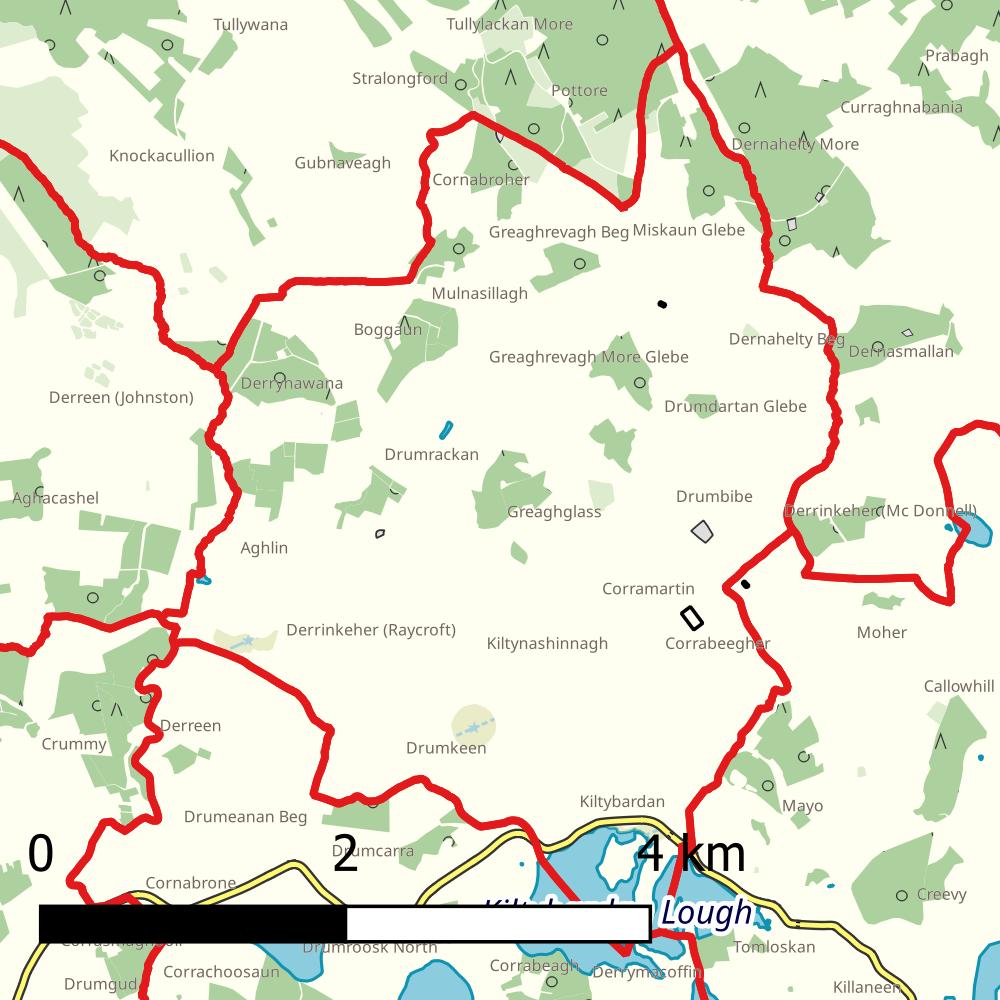 Tullywana
Tullylackan More
Prabagh
Stralongford
Pottore
Curraghnabania
Dernahelty More
Knockacullion
Gubnaveagh
Cornabroher
Greaghrevagh Beg
Miskaun Glebe
Mulnasillagh
Boggaun
Dernahelty Beg
Dernasmallan
Greaghrevagh More Glebe
Derrynawana
Derreen (Johnston)
Drumdartan Glebe
Drumrackan
Aghacashel
Drumbibe
Greaghglass
Derrinkeher (Mc Donnell)
Aghlin
Corramartin
Derrinkeher (Raycroft)
Kiltynashinnagh
Corrabeegher
Moher
Callowhill
Derreen
Crummy
Drumkeen
Kiltybardan
Mayo
Drumeanan Beg
0 2 4 km
Drumcarra
Cornabrone
Creevy
Lough
Drumroosk North
Tomloskan
Corrachoosaun
Corrabeagh
Derrymacoffin
Drumgud
Killaneen